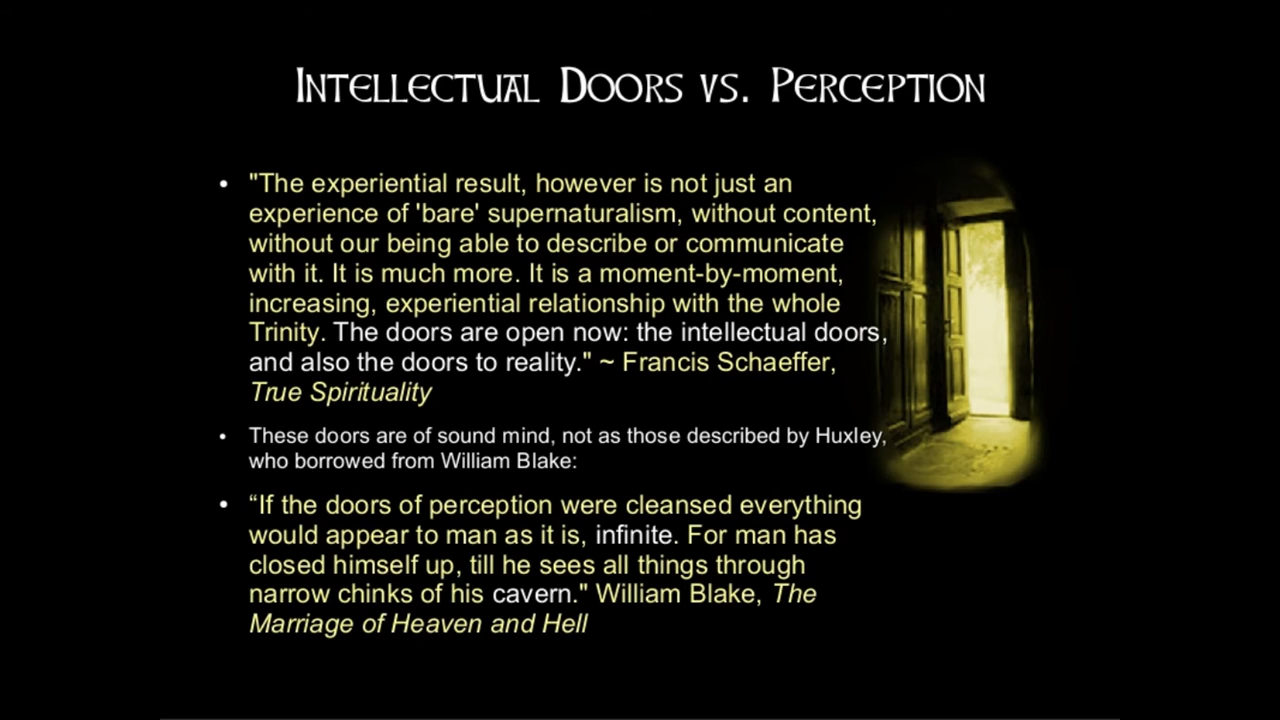 INTELLECTUAL DOORS VS. PERCEPTION
• "The experiential result, however is not just an
experience of 'bare' supernaturalism, without content,
without our being able to describe or communicate
with it. It is much more. It is a moment-by-moment,
increasing, experiential relationship with the whole
Trinity. The doors are open now: the intellectual doors,
and also the doors to reality." ~ Francis Schaeffer,
True Spirituality
• These doors are of sound mind, not as those described by Huxley,
who borrowed from William Blake:
• “If the doors of perception were cleansed everything
would appear to man as it is, infinite. For man has
closed himself up, till he sees all things through
narrow chinks of his cavern." William Blake, The
Marriage of Heaven and Hell